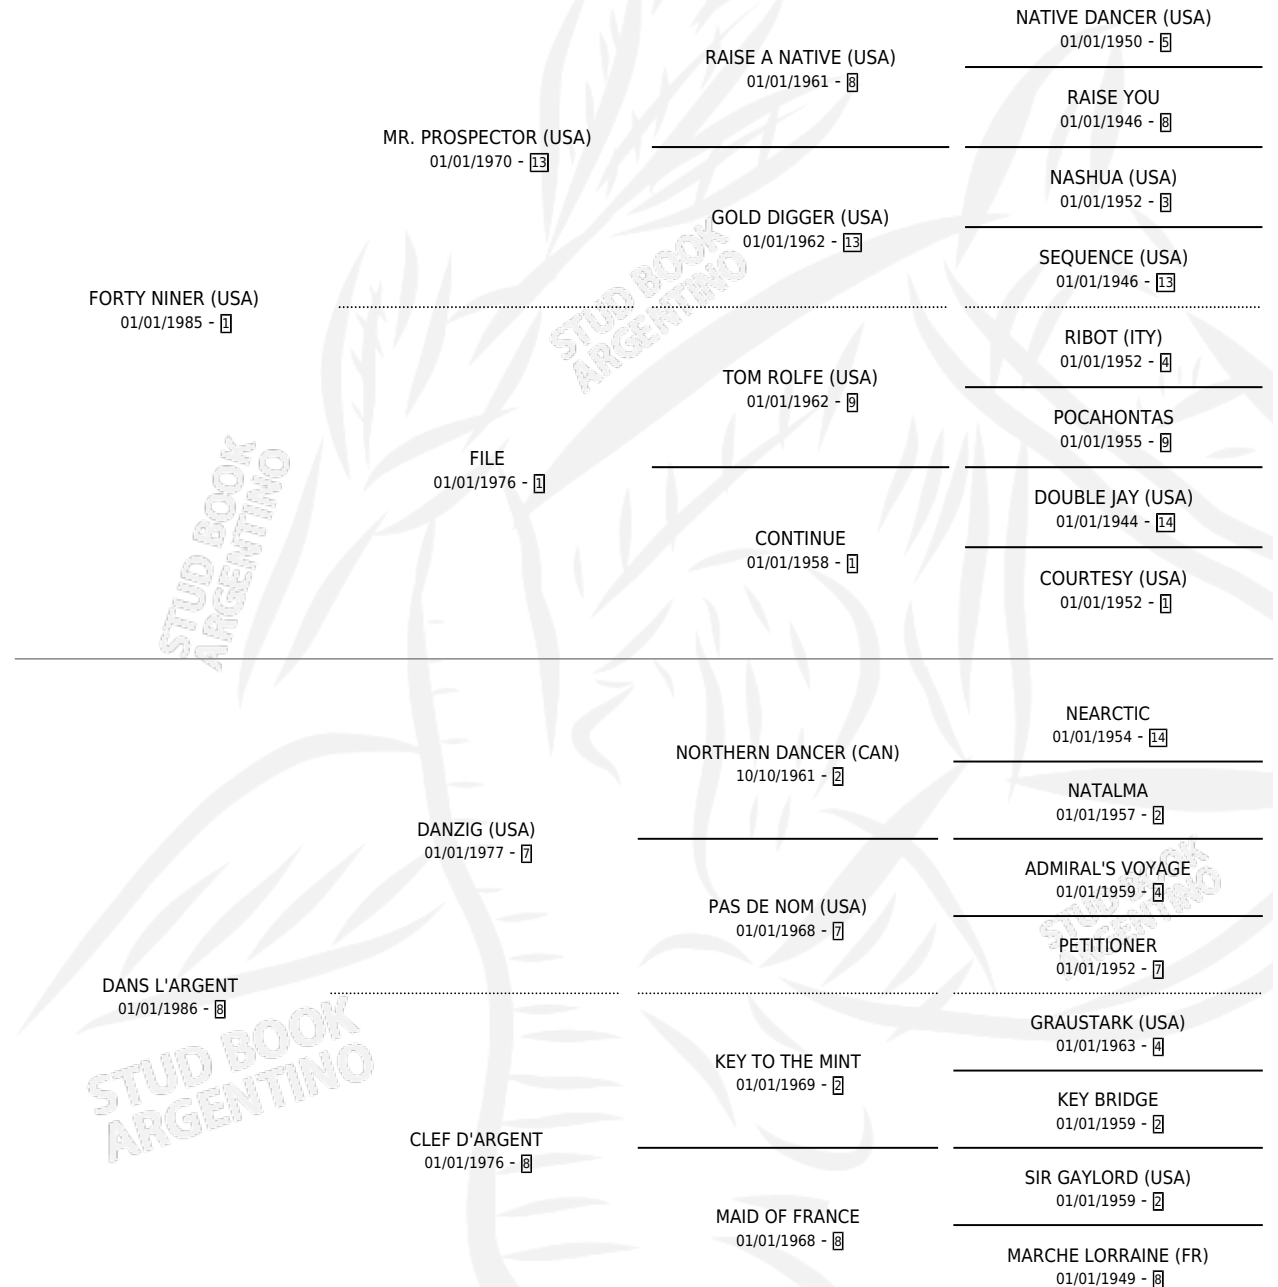 NATIVE DANCER (USA)
01/01/1950 - 5
RAISE A NATIVE (USA)
01/01/1961 - 8
RAISE YOU
01/01/1946 - 8
MR. PROSPECTOR (USA)
01/01/1970 - 13
NASHUA (USA)
01/01/1952 - 3
GOLD DIGGER (USA)
01/01/1962 - 13
SEQUENCE (USA)
01/01/1946 - 13
FORTY NINER (USA)
01/01/1985 - 1
RIBOT (ITY)
01/01/1952 - 4
TOM ROLFE (USA)
01/01/1962 - 9
POCAHONTAS
01/01/1955 - 9
FILE
01/01/1976 - 1
DOUBLE JAY (USA)
01/01/1944 - 14
CONTINUE
01/01/1958 - 1
COURTESY (USA)
01/01/1952 - 1
NEARCTIC
01/01/1954 - 14
NORTHERN DANCER (CAN)
10/10/1961 - 2
NATALMA
01/01/1957 - 2
DANZIG (USA)
01/01/1977 - 7
ADMIRAL'S VOYAGE
01/01/1959 - 4
PAS DE NOM (USA)
01/01/1968 - 7
PETITIONER
01/01/1952 - 7
DANS L'ARGENT
01/01/1986 - 8
GRAUSTARK (USA)
01/01/1963 - 4
KEY TO THE MINT
01/01/1969 - 2
KEY BRIDGE
01/01/1959 - 2
CLEF D'ARGENT
01/01/1976 - 8
SIR GAYLORD (USA)
01/01/1959 - 2
MAID OF FRANCE
01/01/1968 - 8
MARCHE LORRAINE (FR)
01/01/1949 - 8
STUD BOOK
ARGENTINO
STUD BOOK
ARGENTINO
STUD BOOK
ARGENTINO
STUD BOOK
ARGENTINO